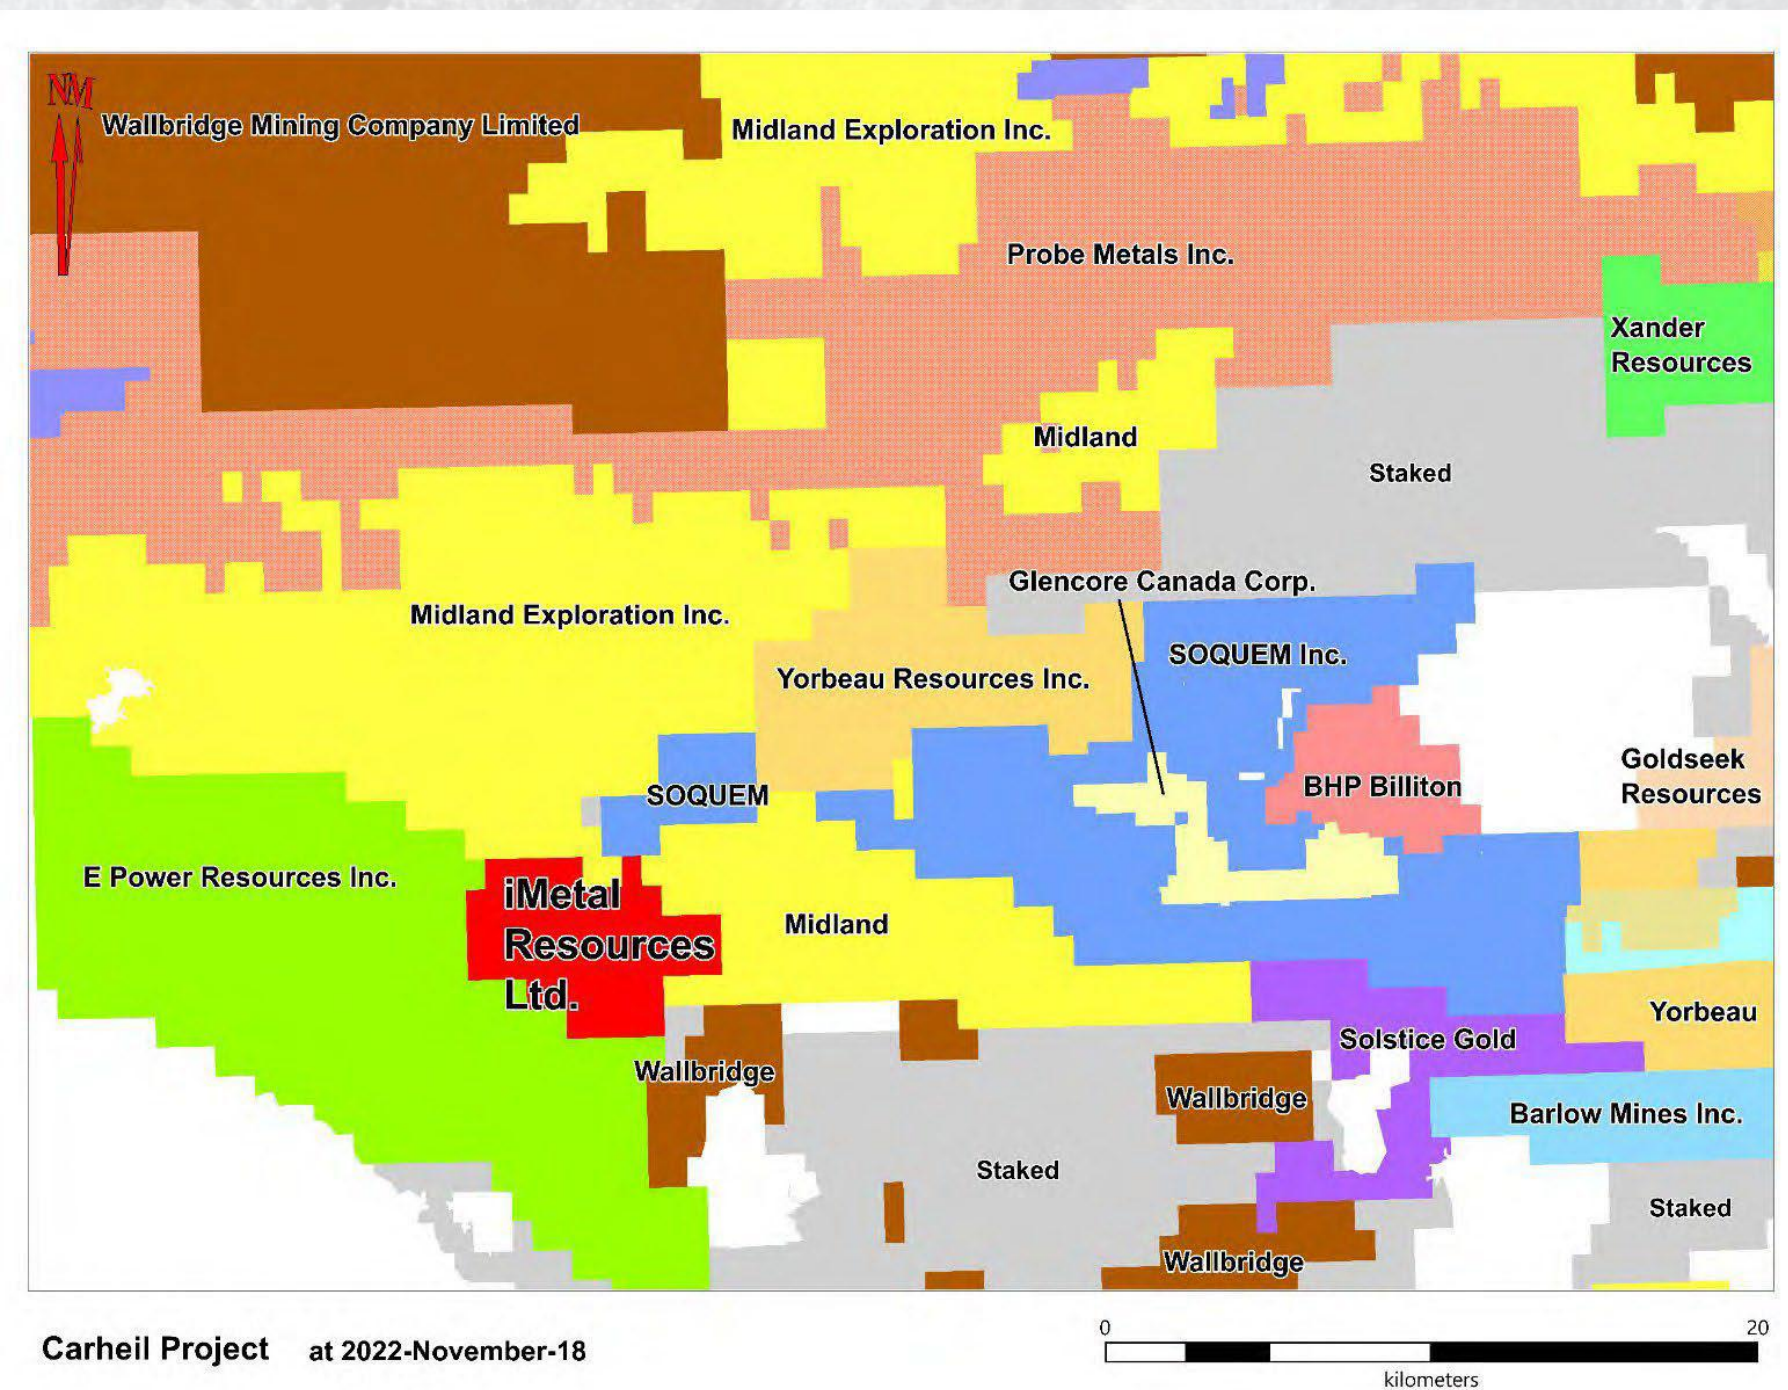 NM
Wallbridge Mining Company Limited
Midland Exploration Inc.
Probe Metals Inc.
Xander
Resources
Midland
Staked
Glencore Canada Corp.
Midland Exploration Inc.
SOQUEM Inc.
Yorbeau Resources Inc.
Goldseek
Resources
BHP Billiton
SOQUEM
E Power Resources Inc.
iMetal
Resources
Ltd.
Midland
Yorbeau
Solstice Gold
Wallbridge
Wallbridge
Barlow Mines Inc.
Staked
Staked
Wallbridge
Carheil Project at 2022-November-18
0 20
kilometers